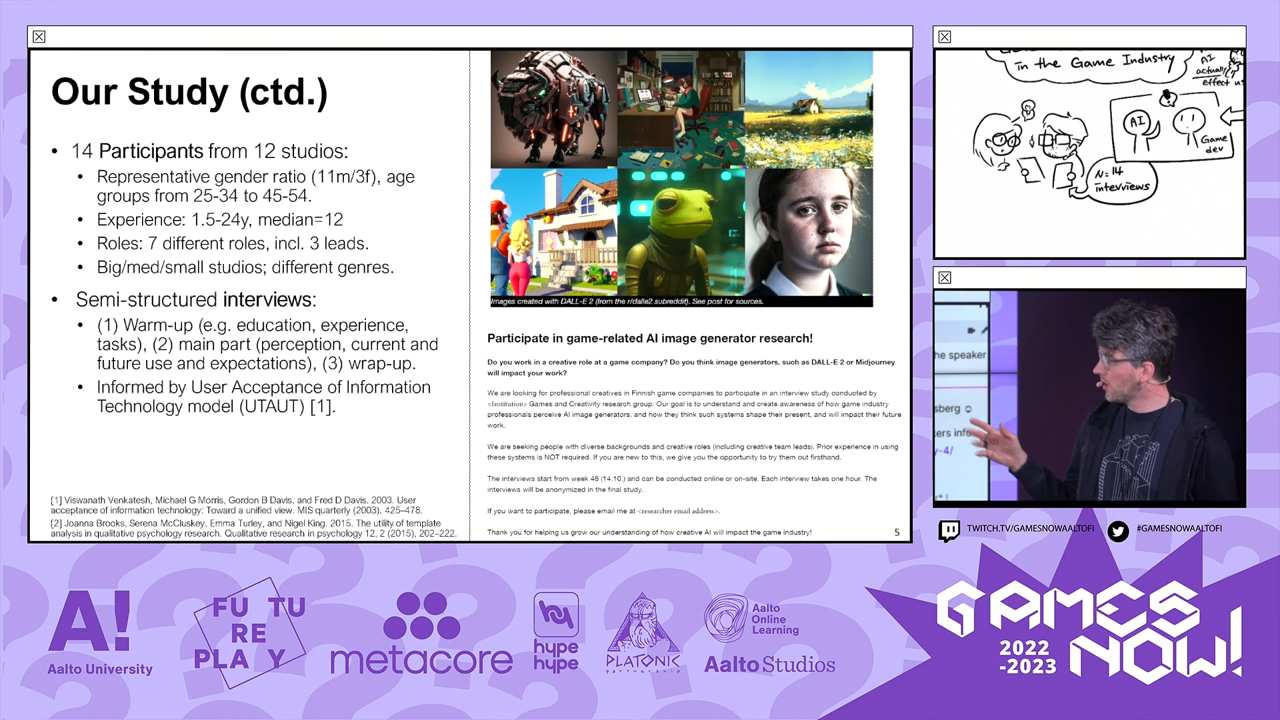 Our Study (ctd.)
• 14 Participants from 12 studios:
• Representative gender ratio (11m/3f), age
groups from 25-34 to 45-54.
• Experience: 1.5-24y, median=12
• Roles: 7 different roles, incl. 3 leads.
• Big/med/small studios; different genres.
• Semi-structured interviews:
• (1) Warm-up (e.g. education, experience,
tasks), (2) main part (perception, current and
future use and expectations), (3) wrap-up.
• Informed by User Acceptance of Information
Technology model (UTAUT) [1].
[1] Viswanath Venkatesh, Michael G Morris, Gordon B Davis, and Fred D Davis. 2003. User
acceptance of information technology: Toward a unified view. MIS quarterly (2003), 425–478.
[2] Joanna Brooks, Serena McCluskey, Emma Turley, and Nigel King. 2015. The utility of template
analysis in qualitative psychology research. Qualitative research in psychology 12, 2 (2015), 202–222.
Images created with DALL-E 2 (from the r/dalle2 subreddit). See post for sources.
Participate in game-related AI image generator research!
Do you work in a creative role at a game company? Do you think image generators, such as DALL-E 2 or Midjourney
will impact your work?
We are looking for professional creatives in Finnish game companies to participate in an interview study conducted by
<Institution> Games and Creativity research group. Our goal is to understand and create awareness of how game industry
professionals perceive AI image generators, and how they think such systems shape their present, and will impact their future
work.
We are seeking people with diverse backgrounds and creative roles (including creative team leads). Prior experience in using
these systems is NOT required. If you are new to this, we give you the opportunity to try them out firsthand.
The interviews start from week 46 (14.10.) and can be conducted online or on-site. Each interview takes one hour. The
interviews will be anonymized in the final study.
If you want to participate, please email me at <researcher email address>.
Thank you for helping us grow our understanding of how creative AI will impact the game industry!
5
in the Game Industry
AI
actually
effect us
AI
Game
dev
N=14
interviews
he speaker
sberg ☺
ters info
y-4/
TWITCH.TV/GAMESNOWAALTOFI
#GAMESNOWAALTOFI
A!
Aalto University
FU TU
RE
PLA Y
metacore
hype
hype
PLATONIC
partnership
Aalto
Online
Learning
Aalto Studios
GAMES
NOW!
2022
-2023